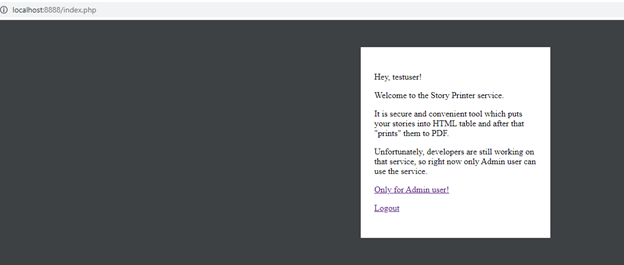 localhost:8888/index.php
Hey, testuser!
Welcome to the Story Printer service.
It is secure and convenient tool which puts
your stories into HTML table and after that
"prints" them to PDF.
Unfortunately, developers are still working on
that service, so right now only Admin user can
use the service.
Only for Admin user!
Logout